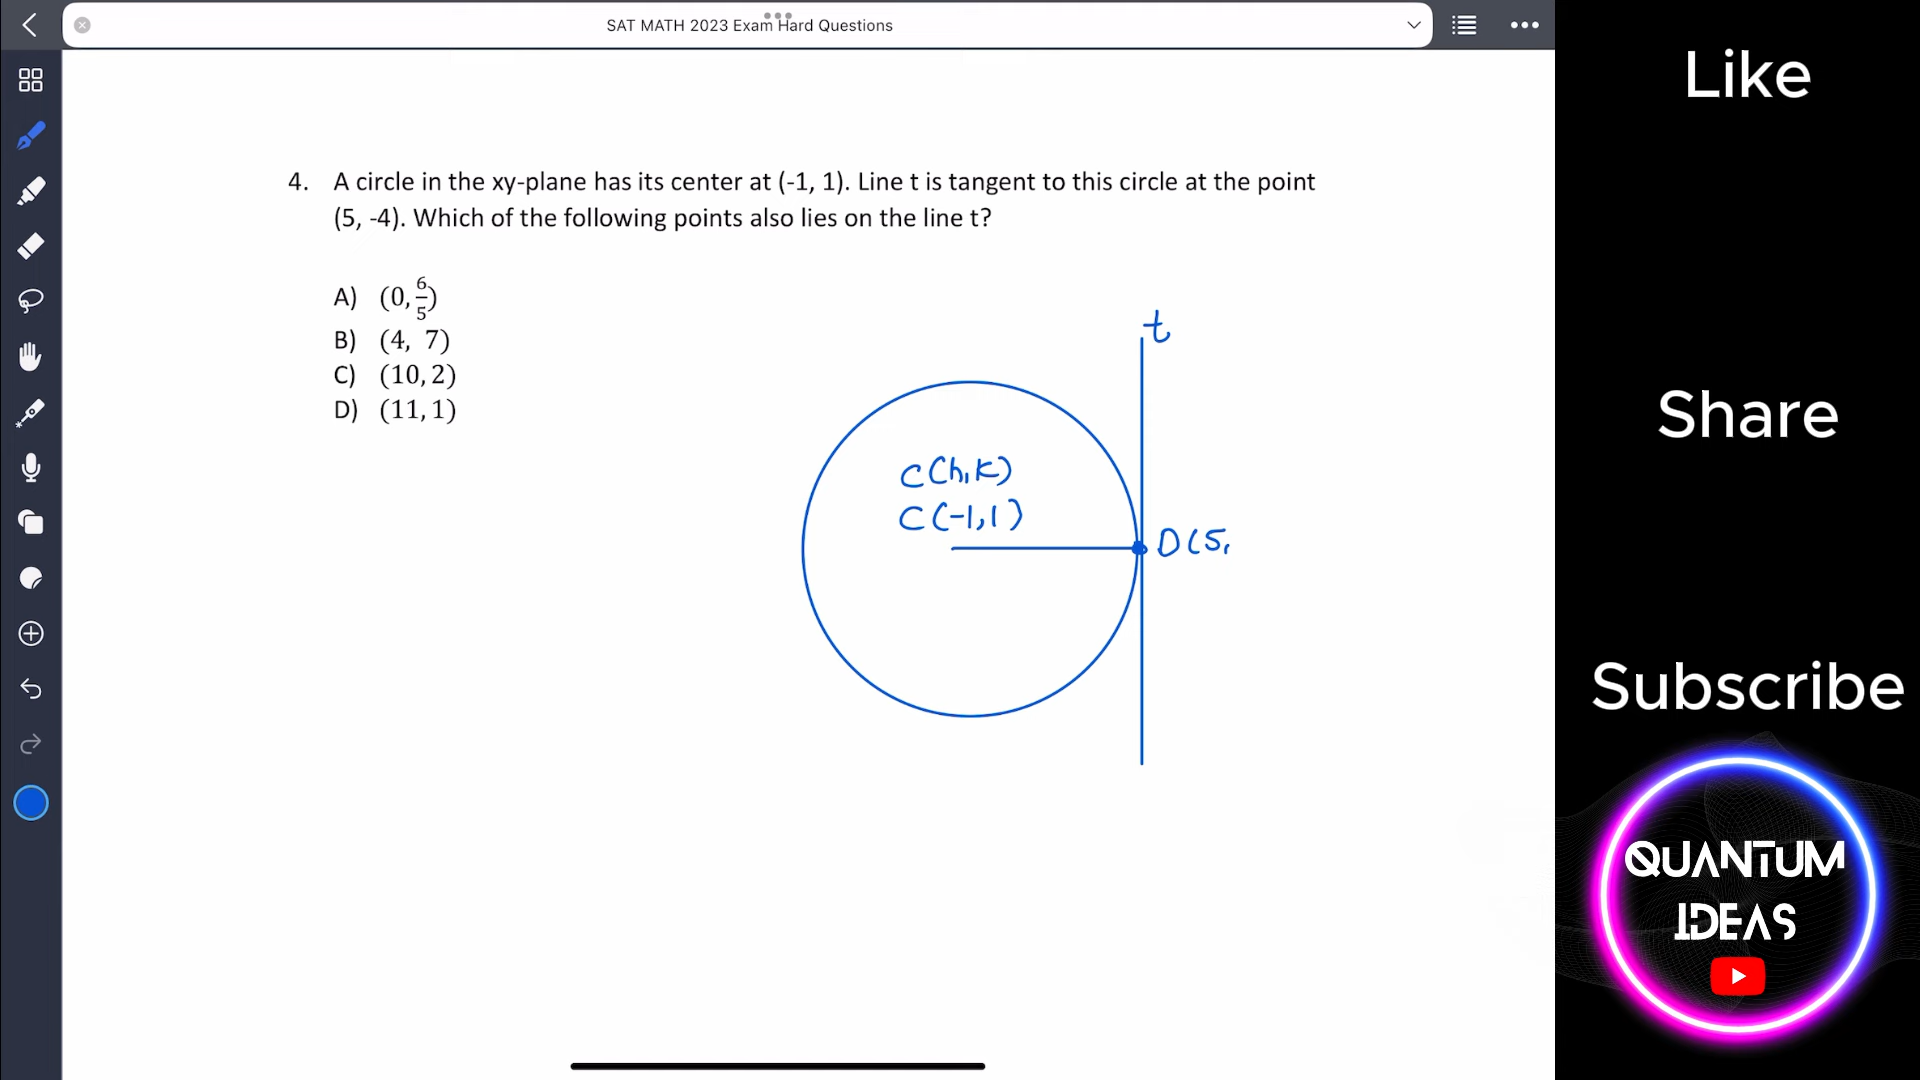 SAT MATH 2023 Exam Hard Questions
4. A circle in the xy-plane has its center at (-1, 1). Line t is tangent to this circle at the point
(5, -4). Which of the following points also lies on the line t?
A) (0, 6/5)
B) (4, 7)
C) (10, 2)
D) (11, 1)
t
C(h,k)
C(-1,1)
D(5,
Like
Share
Subscribe
QUANTUM
IDEAS